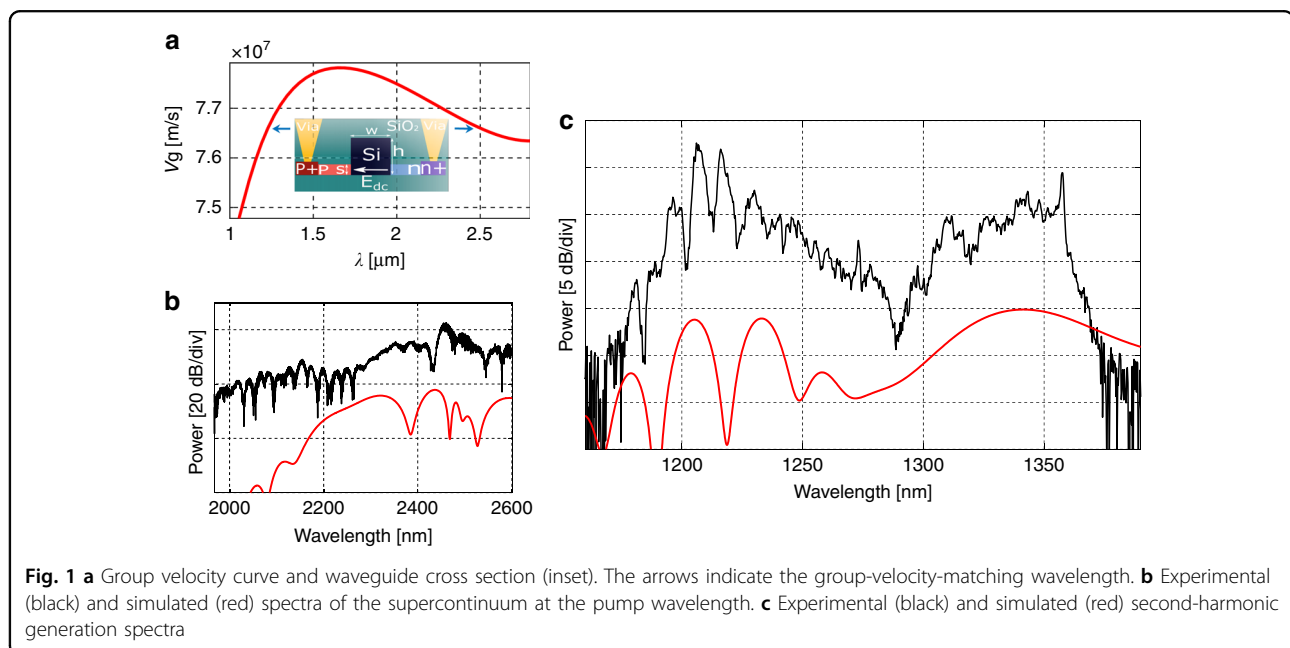 a
×10⁷
7.7
7.6
7.5
Vg [m/s]
1
1.5
2
2.5
λ [μm]
Via
w
SiO₂
Via
Si
h
P+
P
Si
n
n+
E_dc
b
Power [20 dB/div]
2000
2200
2400
2600
Wavelength [nm]
c
Power [5 dB/div]
1200
1250
1300
1350
Wavelength [nm]
Fig. 1 a Group velocity curve and waveguide cross section (inset). The arrows indicate the group-velocity-matching wavelength. b Experimental
(black) and simulated (red) spectra of the supercontinuum at the pump wavelength. c Experimental (black) and simulated (red) second-harmonic
generation spectra